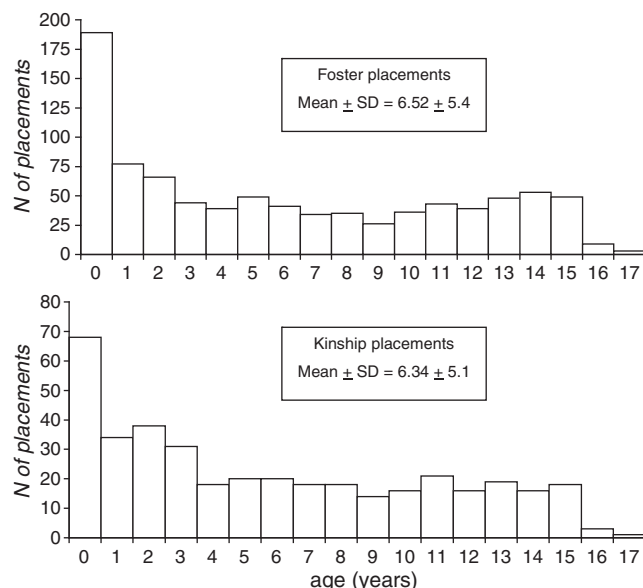 200
175
150
125
100
75
50
25
0
N of placements
Foster placements
Mean ± SD = 6.52 ± 5.4
0 1 2 3 4 5 6 7 8 9 10 11 12 13 14 15 16 17
80
70
60
50
40
30
20
10
0
N of placements
Kinship placements
Mean ± SD = 6.34 ± 5.1
0 1 2 3 4 5 6 7 8 9 10 11 12 13 14 15 16 17
age (years)